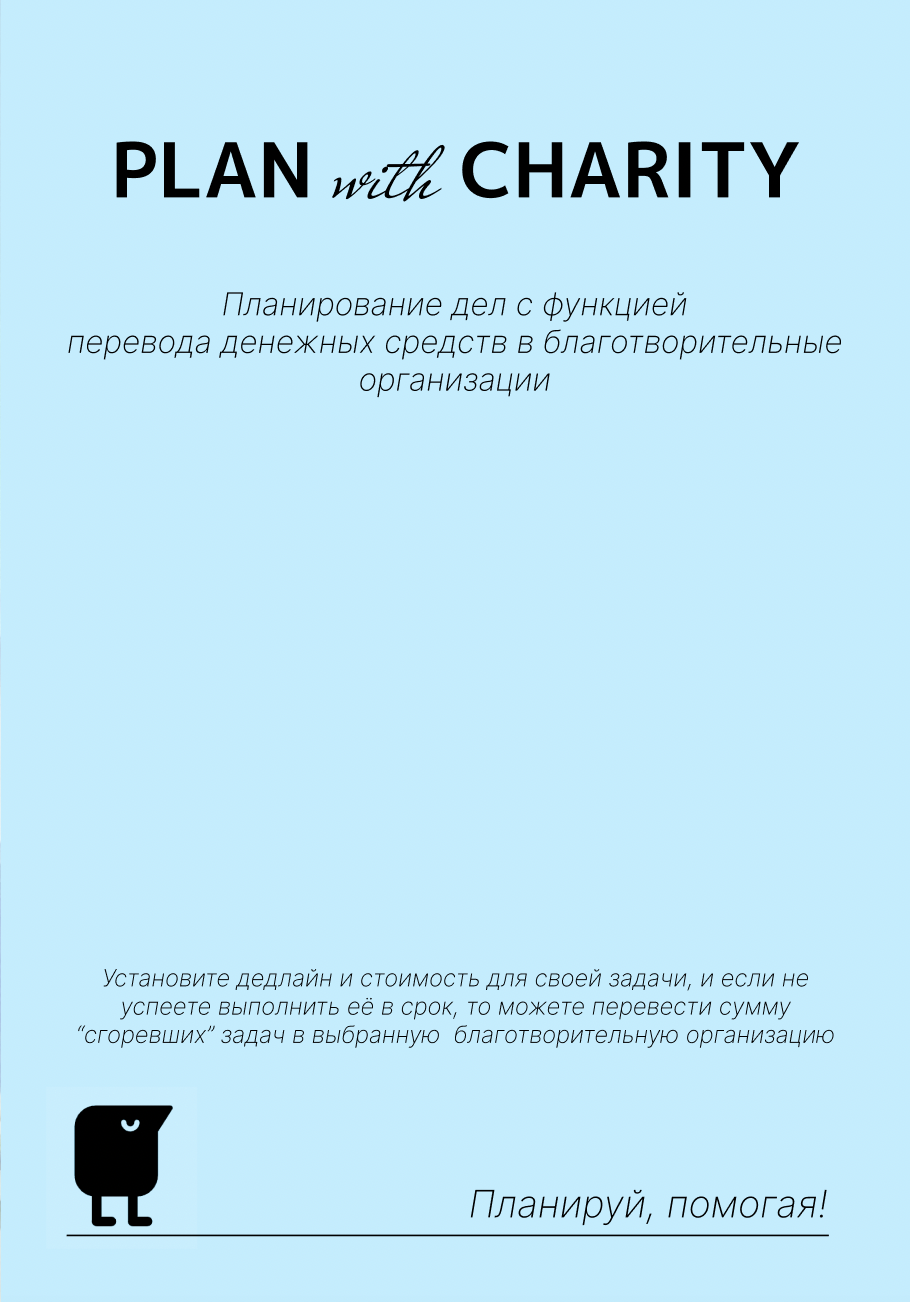 PLAN with CHARITY
Планирование дел с функцией
перевода денежных средств в благотворительные
организации
Установите дедлайн и стоимость для своей задачи, и если не
успеете выполнить её в срок, то можете перевести сумму
“сгоревших” задач в выбранную  благотворительную организацию
Планируй, помогая!